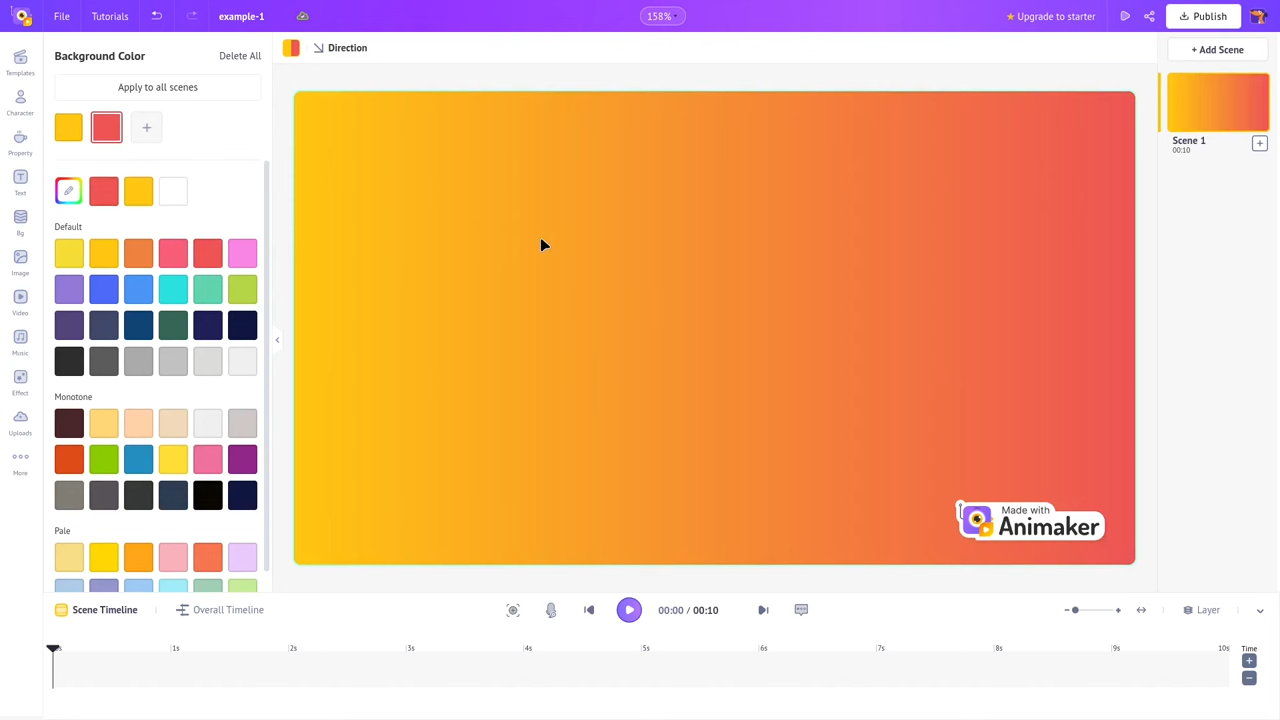 File
Tutorials
example-1
158%
Upgrade to starter
Publish
Templates
Character
Property
Text
Bg
Image
Video
Music
Effect
Uploads
More
Background Color
Delete All
Apply to all scenes
Default
Monotone
Pale
Direction
Made with
Animaker
+ Add Scene
Scene 1
00:10
Scene Timeline
Overall Timeline
00:00 / 00:10
Layer
1s
2s
3s
4s
5s
6s
7s
8s
9s
10s
Time